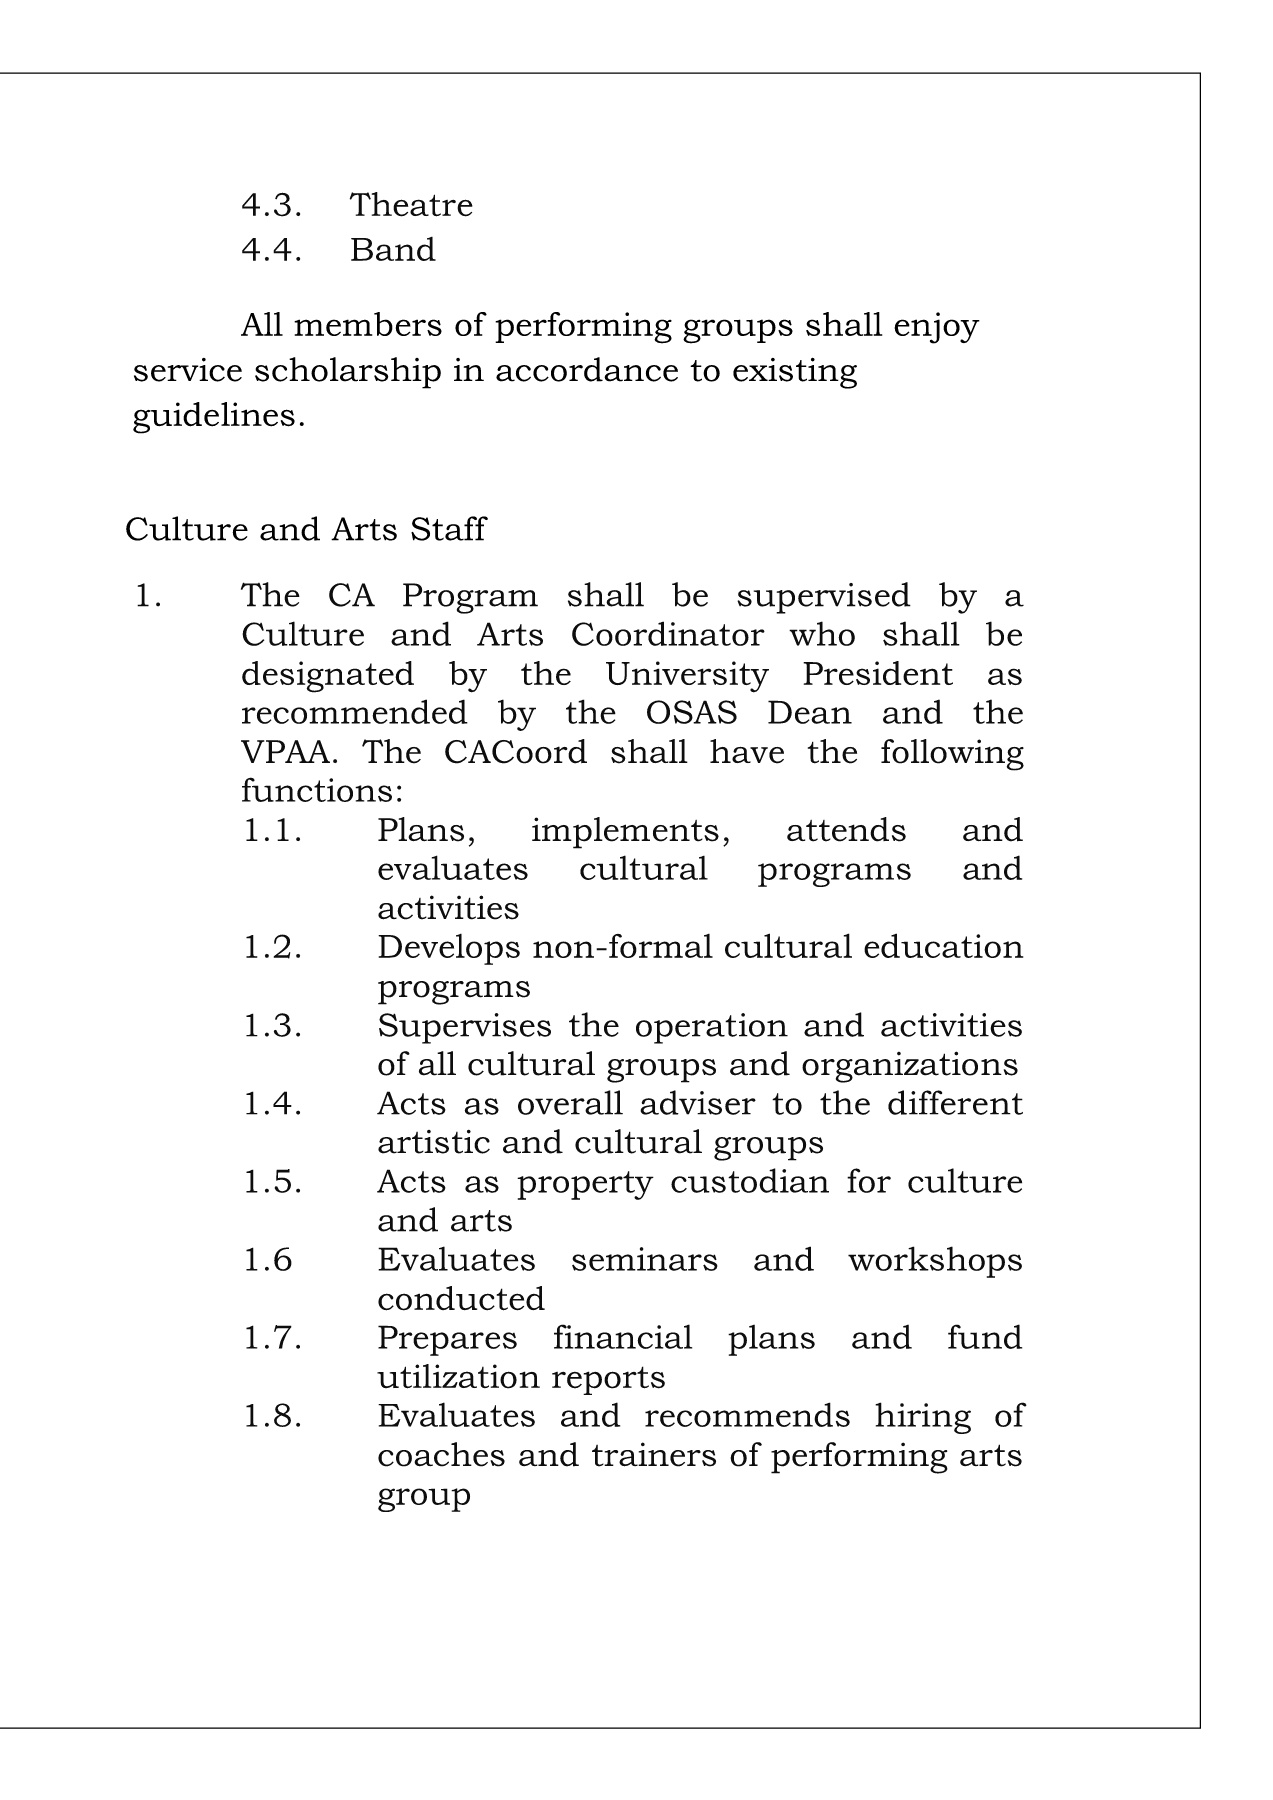 4.3. Theatre
4.4. Band
All members of performing groups shall enjoy
service scholarship in accordance to existing
guidelines.
Culture and Arts Staff
1. The CA Program shall be supervised by a
Culture and Arts Coordinator who shall be
designated by the University President as
recommended by the OSAS Dean and the
VPAA. The CACoord shall have the following
functions:
1.1. Plans, implements, attends and
evaluates cultural programs and
activities
1.2. Develops non-formal cultural education
programs
1.3. Supervises the operation and activities
of all cultural groups and organizations
1.4. Acts as overall adviser to the different
artistic and cultural groups
1.5. Acts as property custodian for culture
and arts
1.6 Evaluates seminars and workshops
conducted
1.7. Prepares financial plans and fund
utilization reports
1.8. Evaluates and recommends hiring of
coaches and trainers of performing arts
group